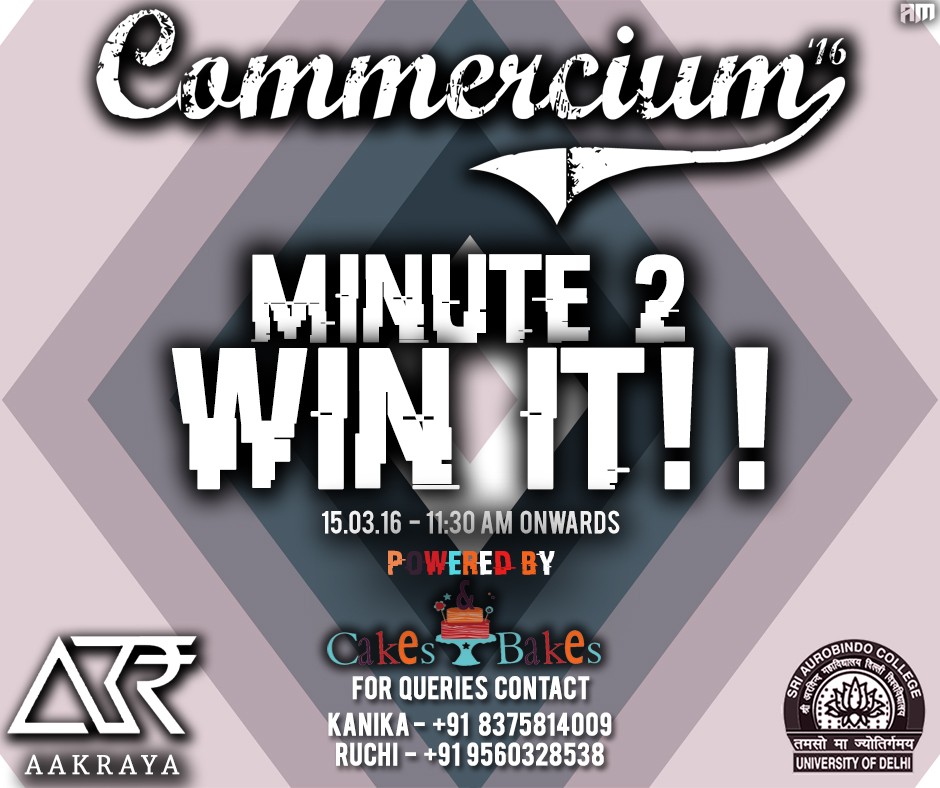 AM
Commercium '16
MINUTE 2
WIN IT!!
15.03.16 - 11:30 AM ONWARDS
POWERED BY
&
Cakes Bakes
FOR QUERIES CONTACT
KANIKA - +91 8375814009
RUCHI - +91 9560328538
AAKRAYA
SRI AUROBINDO COLLEGE
श्री अरविन्द महाविद्यालय दिल्ली विश्वविद्यालय
तमसो मा ज्योतिर्गमय
UNIVERSITY OF DELHI